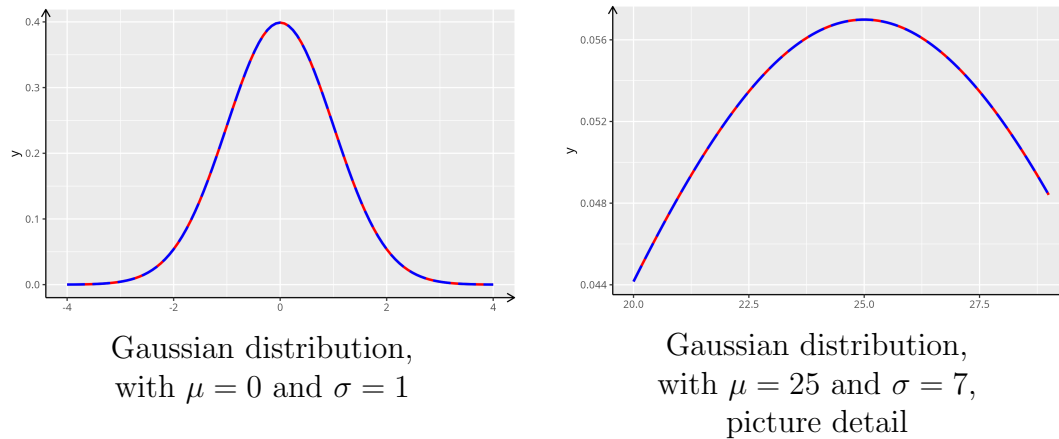 0.4
0.3
0.2
0.1
0.0
y
-4 -2 0 2 4
Gaussian distribution,
with μ = 0 and σ = 1
0.056
0.052
0.048
0.044
y
20.0 22.5 25.0 27.5
Gaussian distribution,
with μ = 25 and σ = 7,
picture detail